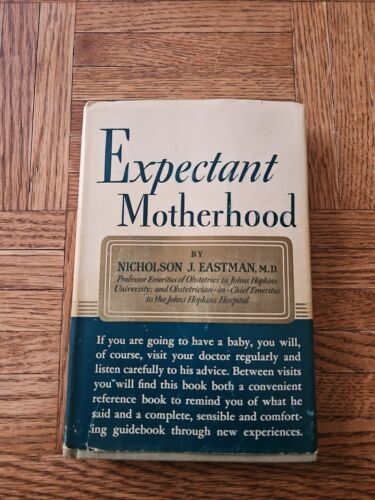 Expectant
Motherhood
BY
NICHOLSON J. EASTMAN, M.D.
Professor Emeritus of Obstetrics in Johns Hopkins
University; and Obstetrician-in-Chief Emeritus
to the Johns Hopkins Hospital
If you are going to have a baby, you will,
of course, visit your doctor regularly and
listen carefully to his advice. Between visits
you will find this book both a convenient
reference book to remind you of what he
said and a complete, sensible and comfort-
ing guidebook through new experiences.